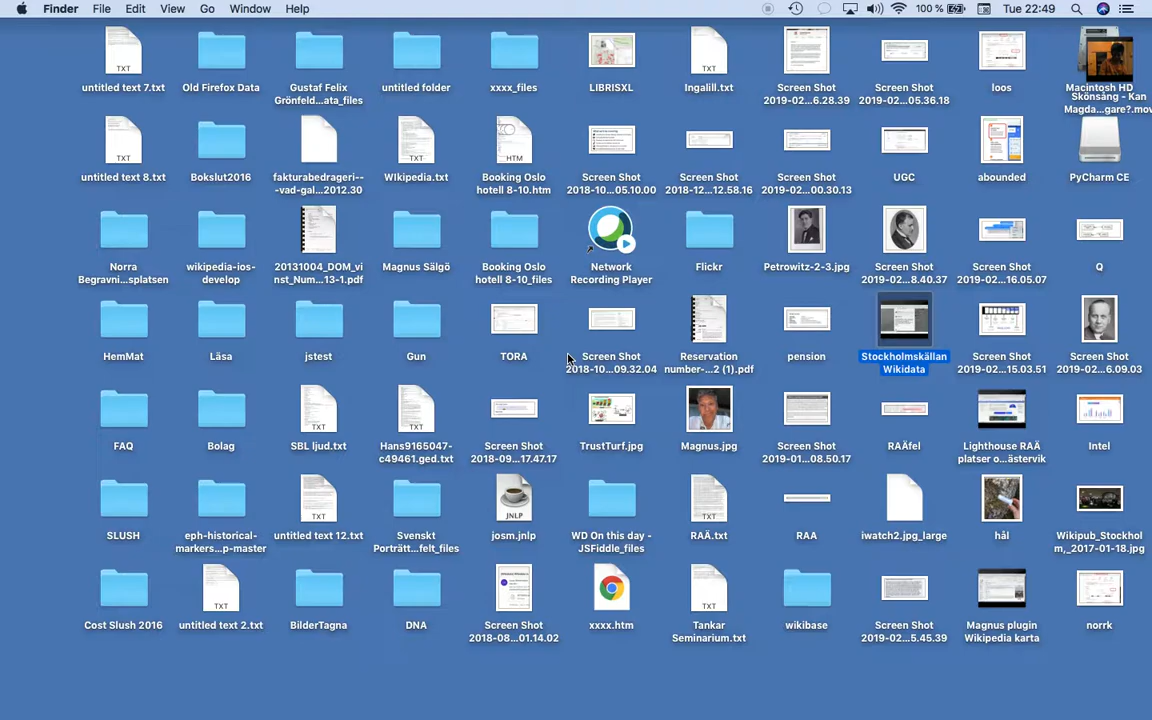 Finder File Edit View Go Window Help 100 % Tue 22:49
untitled text 7.txt
Old Firefox Data
Gustaf Felix
Grönfeld...ata_files
untitled folder
xxxx_files
LIBRISXL
Ingalill.txt
Screen Shot
2019-02...6.28.39
Screen Shot
2019-02...05.36.18
loos
Macintosh HD
Skönsång - Kan
Magda...gare?.mov
untitled text 8.txt
Bokslut2016
fakturabedrageri--
-vad-gal...2012.30
WIkipedia.txt
Booking Oslo
hotell 8-10.htm
Screen Shot
2018-10...05.10.00
Screen Shot
2018-12...12.58.16
Screen Shot
2019-02...00.30.13
UGC
abounded
PyCharm CE
Norra
Begravni...splatsen
wikipedia-ios-
develop
20131004_DOM_vi
nst_Num...13-1.pdf
Magnus Sälgö
Booking Oslo
hotell 8-10_files
Network
Recording Player
Flickr
Petrowitz-2-3.jpg
Screen Shot
2019-02...8.40.37
Screen Shot
2019-02...16.05.07
Q
HemMat
Läsa
jstest
Gun
TORA
Screen Shot
2018-10...09.32.04
Reservation
number-...2 (1).pdf
pension
Stockholmskällan
Wikidata
Screen Shot
2019-02...15.03.51
Screen Shot
2019-02...6.09.03
FAQ
Bolag
SBL ljud.txt
Hans9165047-
c49461.ged.txt
Screen Shot
2018-09...17.47.17
TrustTurf.jpg
Magnus.jpg
Screen Shot
2019-01...08.50.17
RAÄfel
Lighthouse RAÄ
platser o...ästervik
Intel
SLUSH
eph-historical-
markers...p-master
untitled text 12.txt
Svenskt
Porträtt...felt_files
JNLP
josm.jnlp
WD On this day -
JSFiddle_files
RAÄ.txt
RAA
iwatch2.jpg_large
hål
Wikipub_Stockhol
m,_2017-01-18.jpg
Cost Slush 2016
untitled text 2.txt
BilderTagna
DNA
Screen Shot
2018-08...01.14.02
xxxx.htm
Tankar
Seminarium.txt
wikibase
Screen Shot
2019-02...5.45.39
Magnus plugin
Wikipedia karta
norrk